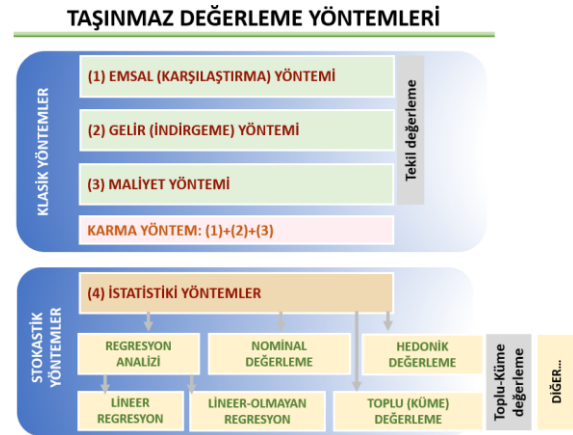 TAŞINMAZ DEĞERLEME YÖNTEMLERİ
KLASİK YÖNTEMLER
(1) EMSAL (KARŞILAŞTIRMA) YÖNTEMİ
(2) GELİR (İNDİRGEME) YÖNTEMİ
(3) MALİYET YÖNTEMİ
KARMA YÖNTEM: (1)+(2)+(3)
Tekil değerleme
STOKASTİK
YÖNTEMLER
(4) İSTATİSTİKİ YÖNTEMLER
REGRESYON
ANALİZİ
NOMİNAL
DEĞERLEME
HEDONİK
DEĞERLEME
LİNEER
REGRESYON
LİNEER-OLMAYAN
REGRESYON
TOPLU (KÜME)
DEĞERLEME
Toplu-Küme
değerleme
DİĞER...